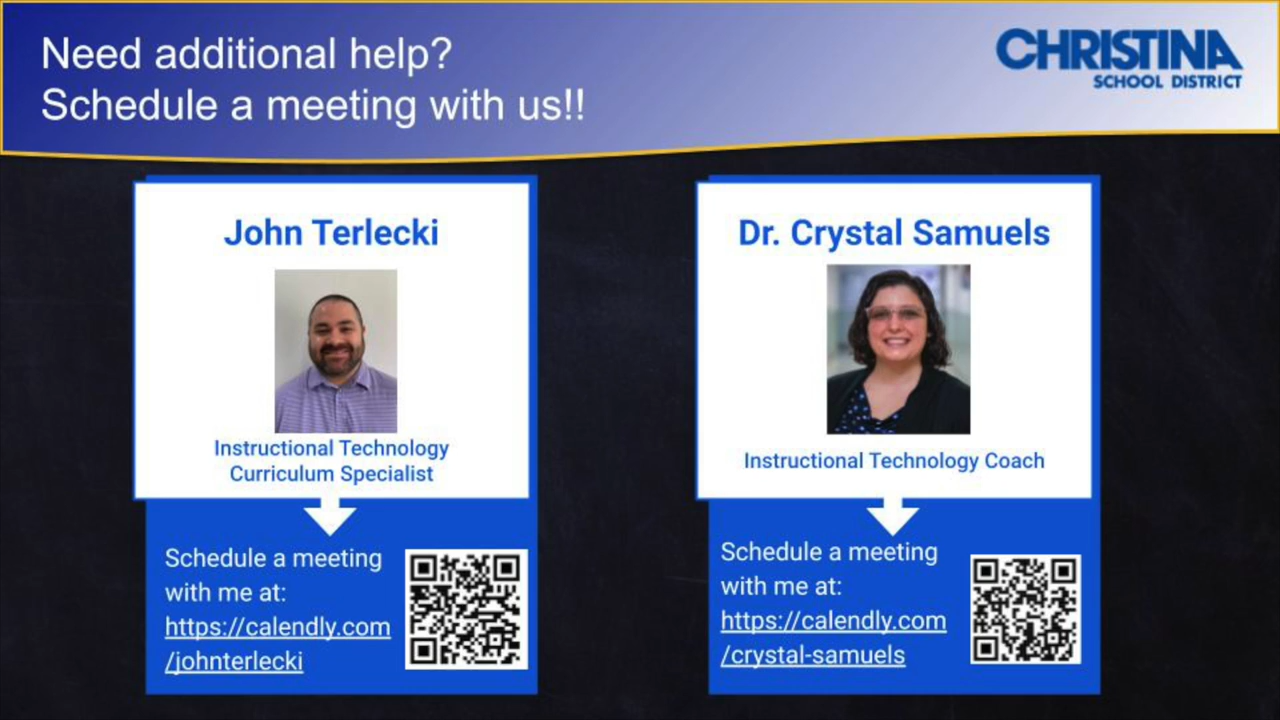 Need additional help?
Schedule a meeting with us!!
CHRISTINA
SCHOOL DISTRICT
John Terlecki
Instructional Technology
Curriculum Specialist
Schedule a meeting
with me at:
https://calendly.com
/johnterlecki
Dr. Crystal Samuels
Instructional Technology Coach
Schedule a meeting
with me at:
https://calendly.com
/crystal-samuels